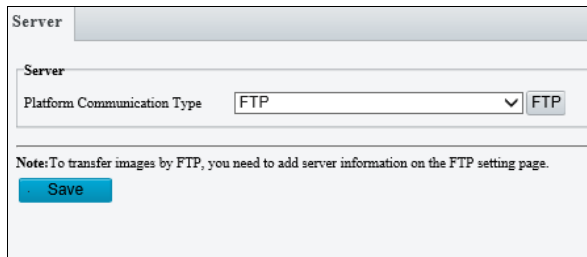 Server
Server
Platform Communication Type FTP FTP
Note:To transfer images by FTP, you need to add server information on the FTP setting page.
Save